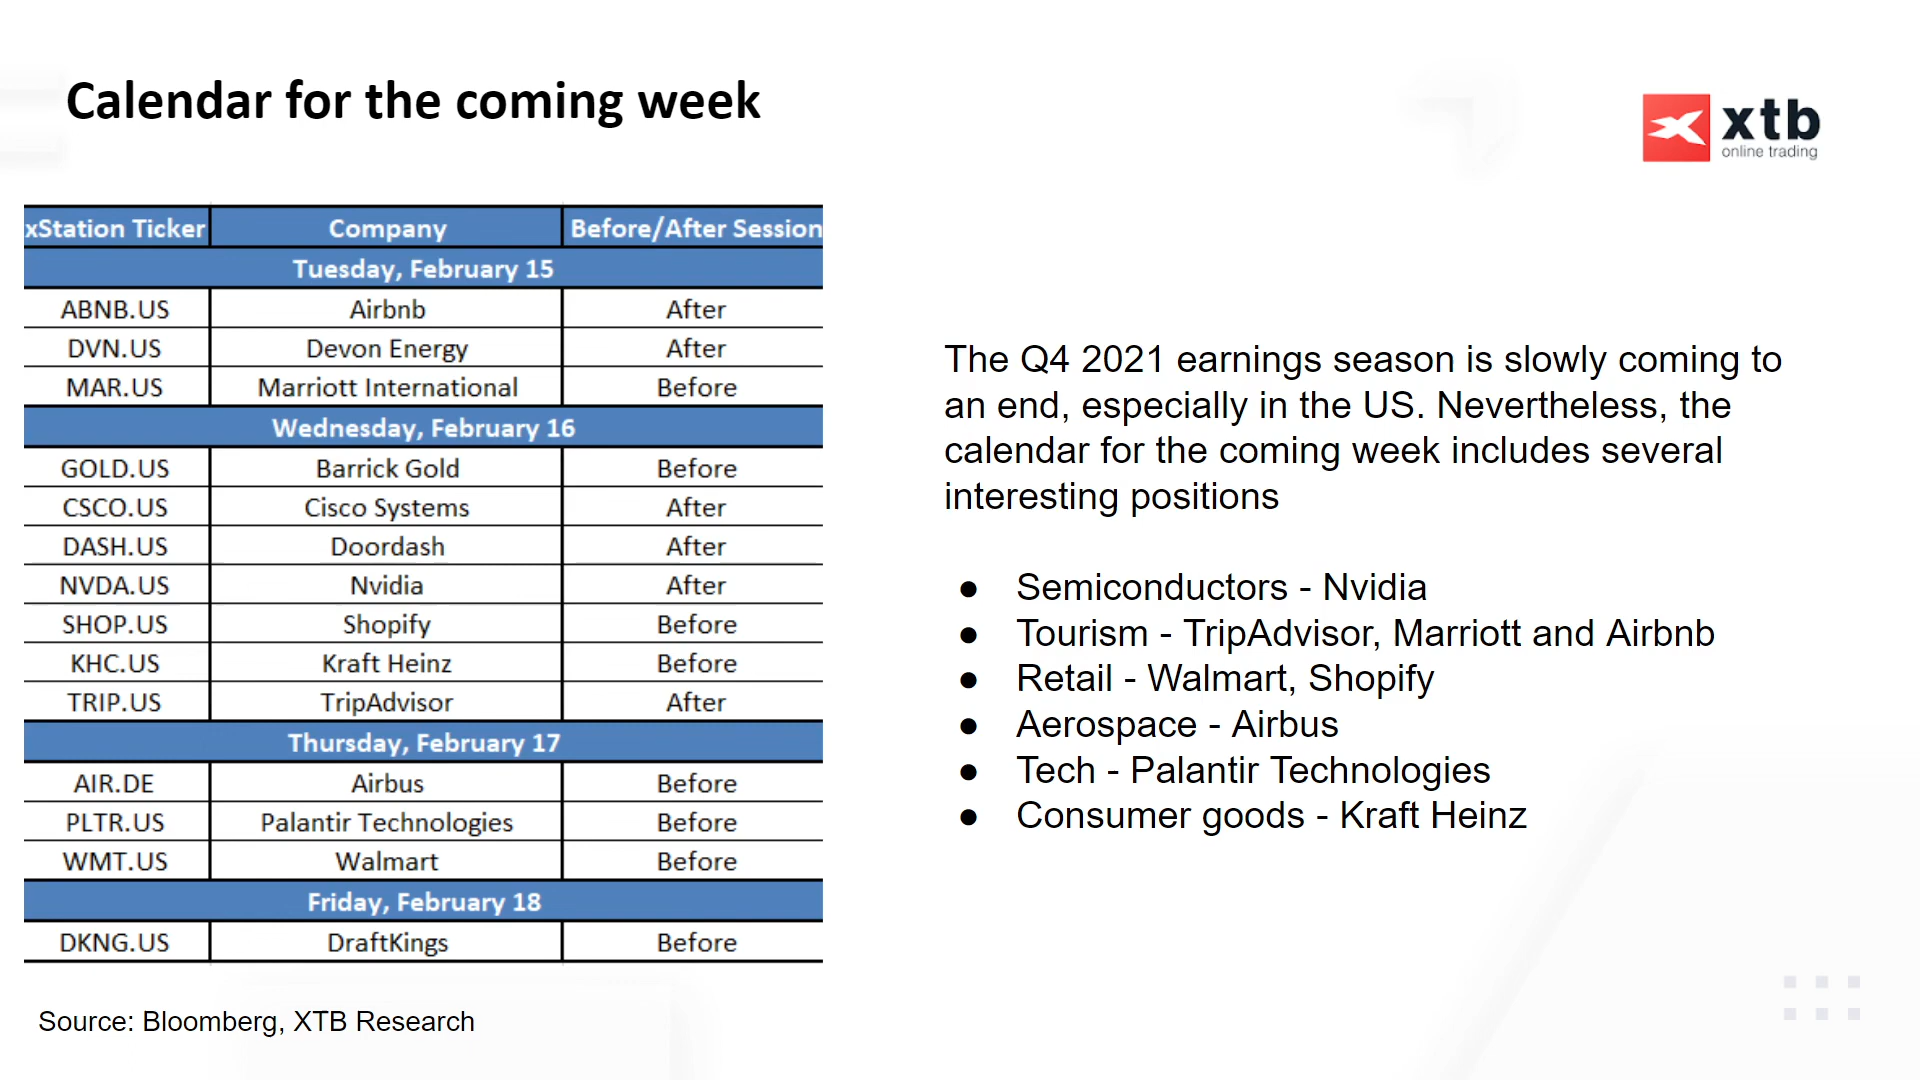 Calendar for the coming week
xtb
online trading
xStation Ticker Company Before/After Session
Tuesday, February 15
ABNB.US Airbnb After
DVN.US Devon Energy After
MAR.US Marriott International Before
Wednesday, February 16
GOLD.US Barrick Gold Before
CSCO.US Cisco Systems After
DASH.US Doordash After
NVDA.US Nvidia After
SHOP.US Shopify Before
KHC.US Kraft Heinz Before
TRIP.US TripAdvisor After
Thursday, February 17
AIR.DE Airbus Before
PLTR.US Palantir Technologies Before
WMT.US Walmart Before
Friday, February 18
DKNG.US DraftKings Before
Source: Bloomberg, XTB Research
The Q4 2021 earnings season is slowly coming to
an end, especially in the US. Nevertheless, the
calendar for the coming week includes several
interesting positions
● Semiconductors - Nvidia
● Tourism - TripAdvisor, Marriott and Airbnb
● Retail - Walmart, Shopify
● Aerospace - Airbus
● Tech - Palantir Technologies
● Consumer goods - Kraft Heinz